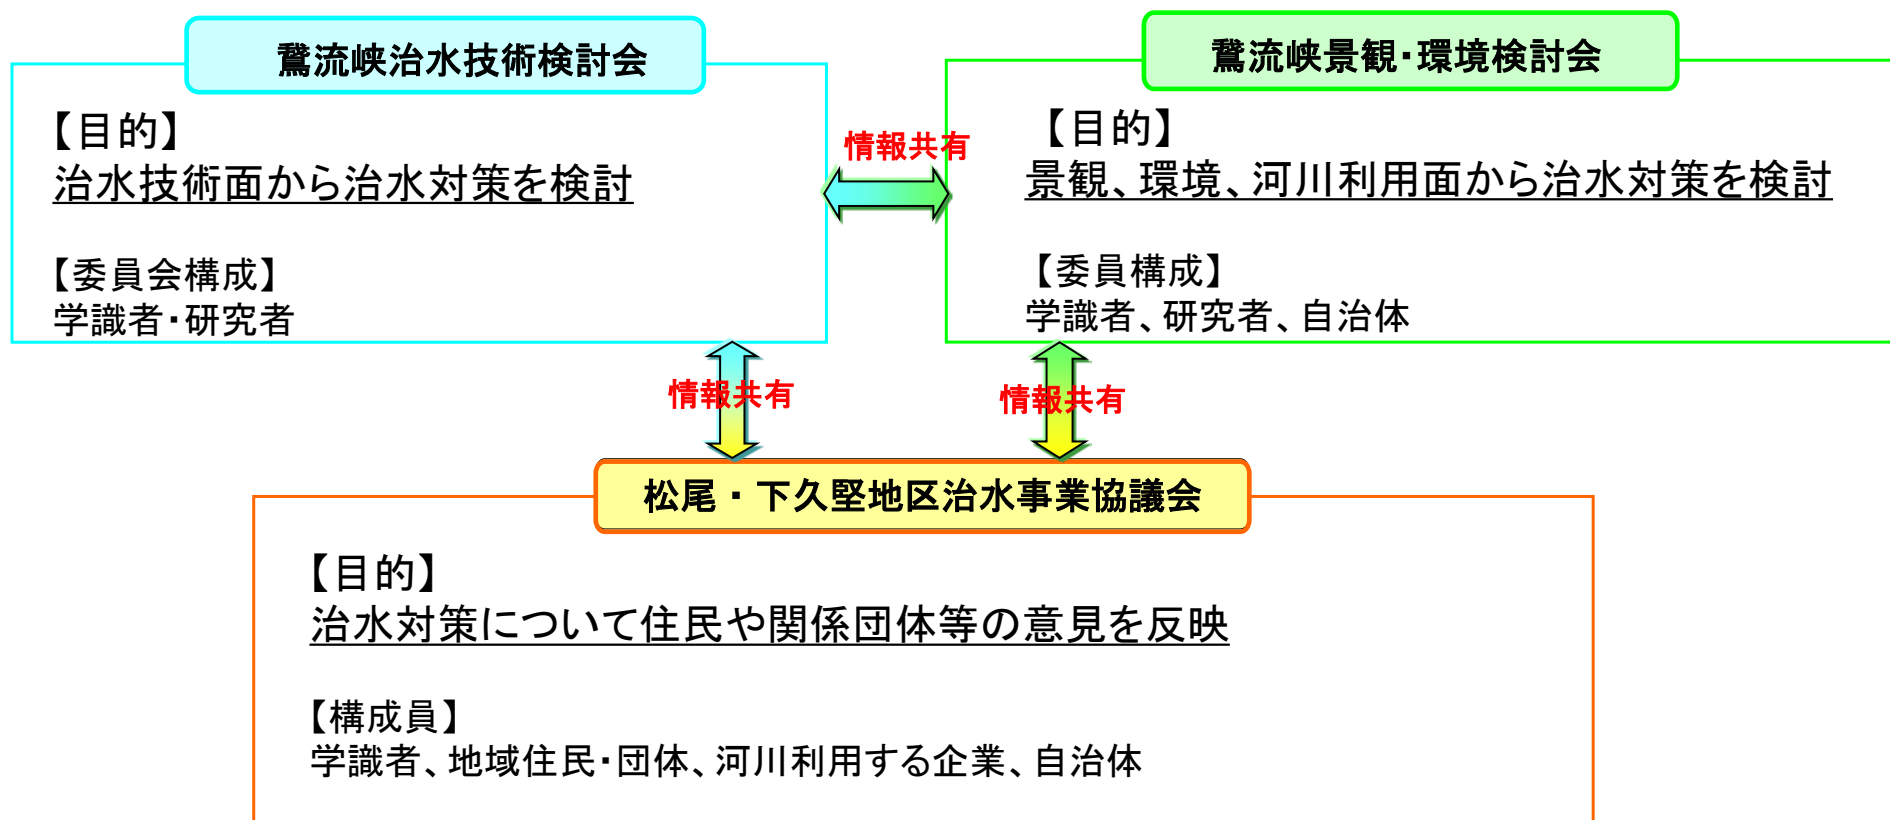 鵞流峡治水技術検討会
【目的】
治水技術面から治水対策を検討
【委員会構成】
学識者・研究者
情報共有
鵞流峡景観・環境検討会
【目的】
景観、環境、河川利用面から治水対策を検討
【委員構成】
学識者、研究者、自治体
情報共有
情報共有
松尾・下久堅地区治水事業協議会
【目的】
治水対策について住民や関係団体等の意見を反映
【構成員】
学識者、地域住民・団体、河川利用する企業、自治体